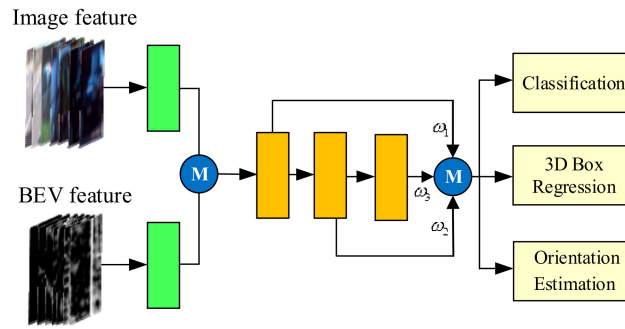 Image feature
BEV feature
M
ω₁
ω₃
ω₂
M
Classification
3D Box
Regression
Orientation
Estimation